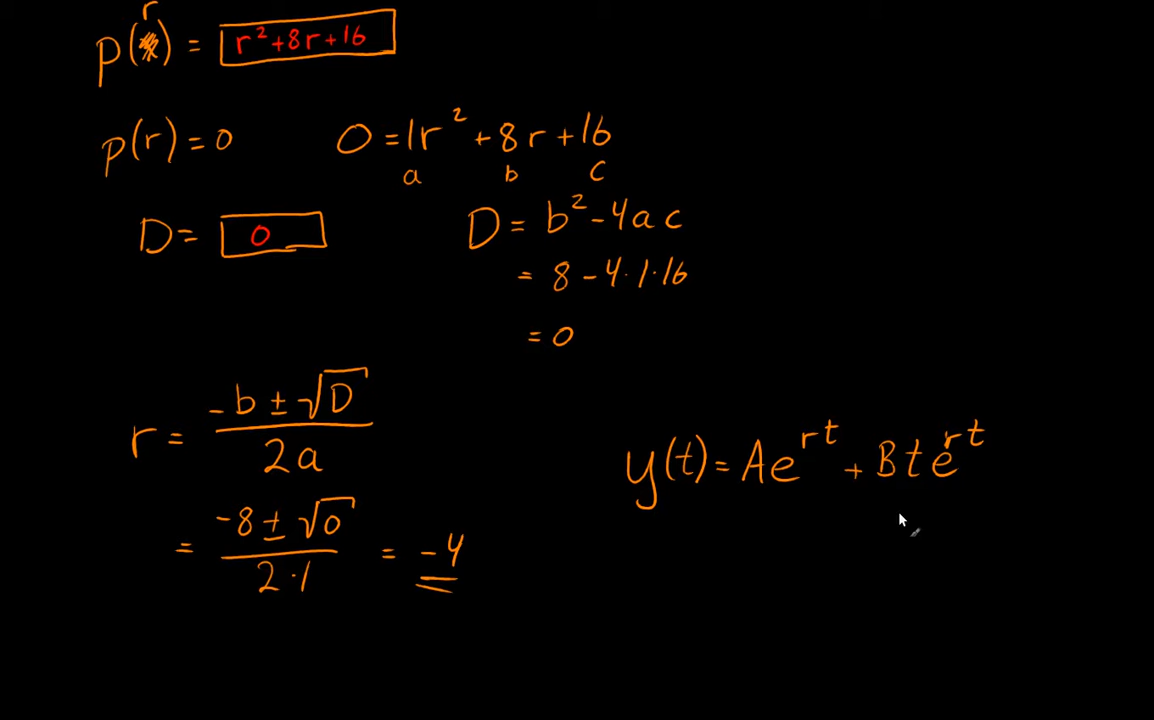 p(r) = r²+8r+16
p(r)=0 0=1r²+8r+16
a b c
D= 0 D= b²-4ac
= 8-4·1·16
= 0
r= (-b±√D)/(2a)
y(t)=Ae^{rt}+Bte^{rt}
= (-8±√0)/(2·1) = -4